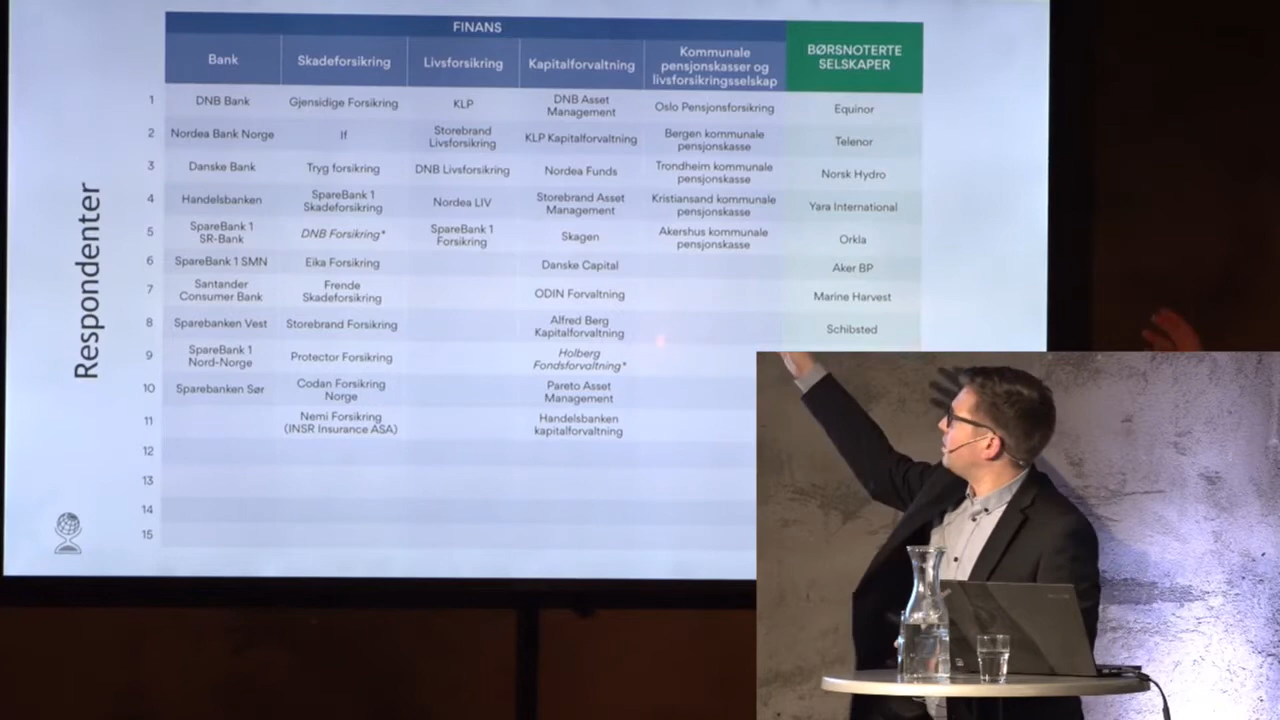 Respondenter
FINANS
Bank
Skadeforsikring
Livsforsikring
Kapitalforvaltning
Kommunale
pensjonskasser og
livsforsikringsselskap
BØRSNOTERTE
SELSKAPER
1
DNB Bank
Gjensidige Forsikring
KLP
DNB Asset
Management
Oslo Pensjonsforsikring
Equinor
2
Nordea Bank Norge
If
Storebrand
Livsforsikring
KLP Kapitalforvaltning
Bergen kommunale
pensjonskasse
Telenor
3
Danske Bank
Tryg forsikring
DNB Livsforsikring
Nordea Funds
Trondheim kommunale
pensjonskasse
Norsk Hydro
4
Handelsbanken
SpareBank 1
Skadeforsikring
Nordea LIV
Storebrand Asset
Management
Kristiansand kommunale
pensjonskasse
Yara International
5
SpareBank 1
SR-Bank
DNB Forsikring*
SpareBank 1
Forsikring
Skagen
Akershus kommunale
pensjonskasse
Orkla
6
SpareBank 1 SMN
Eika Forsikring
Danske Capital
Aker BP
7
Santander
Consumer Bank
Frende
Skadeforsikring
ODIN Forvaltning
Marine Harvest
8
Sparebanken Vest
Storebrand Forsikring
Alfred Berg
Kapitalforvaltning
Schibsted
9
SpareBank 1
Nord-Norge
Protector Forsikring
Holberg
Fondsforvaltning*
10
Sparebanken Sør
Codan Forsikring
Norge
Pareto Asset
Management
11
Nemi Forsikring
(INSR Insurance ASA)
Handelsbanken
kapitalforvaltning
12
13
14
15